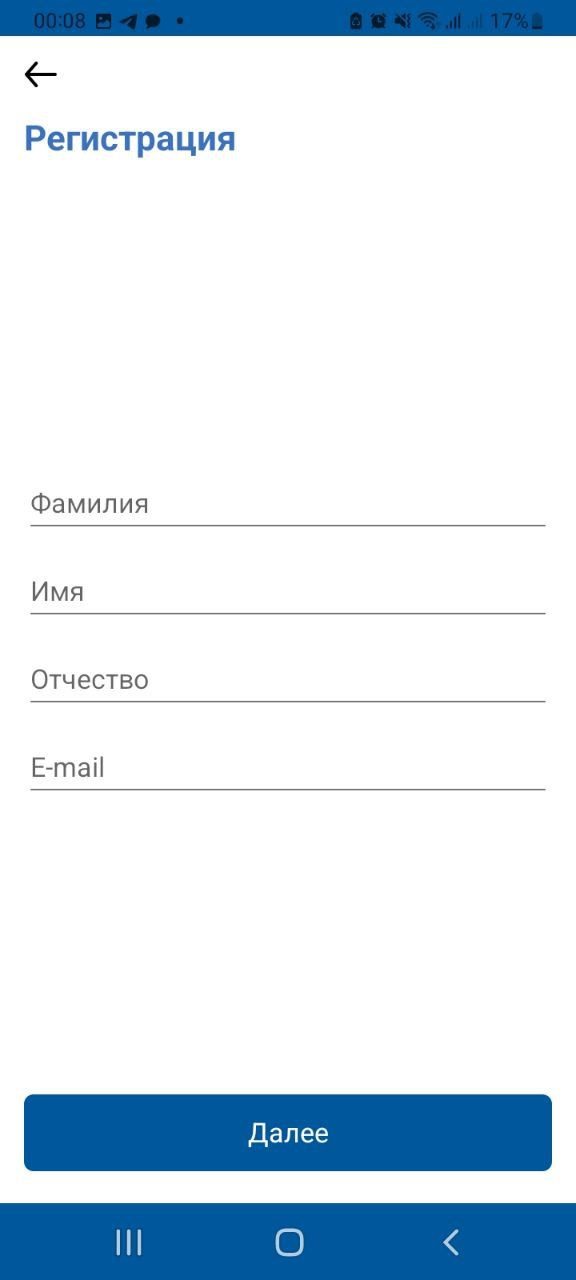 00:08 17%
Регистрация
Фамилия
Имя
Отчество
E-mail
Далее